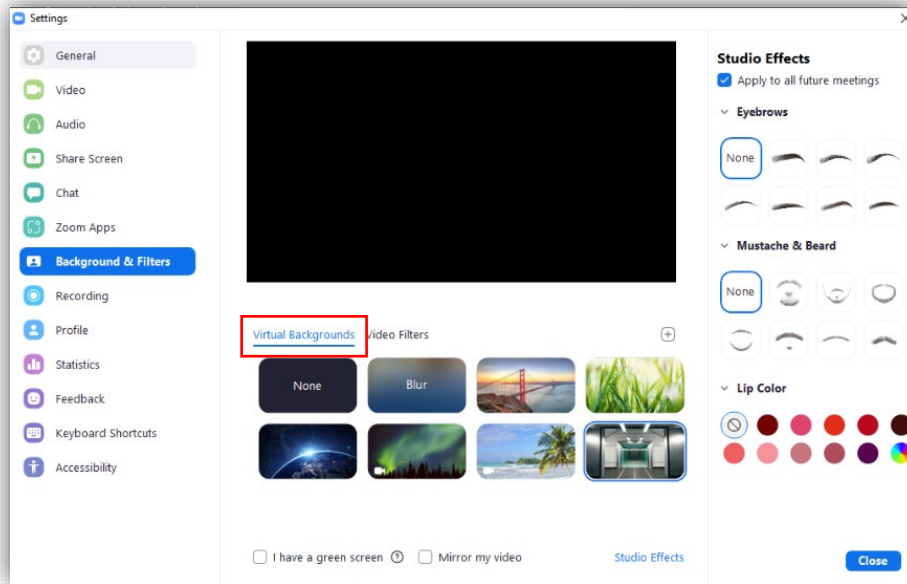 Settings
General
Video
Audio
Share Screen
Chat
Zoom Apps
Background & Filters
Recording
Profile
Statistics
Feedback
Keyboard Shortcuts
Accessibility
Virtual Backgrounds
Video Filters
None
Blur
I have a green screen
Mirror my video
Studio Effects
Studio Effects
Apply to all future meetings
Eyebrows
None
Mustache & Beard
None
Lip Color
Close